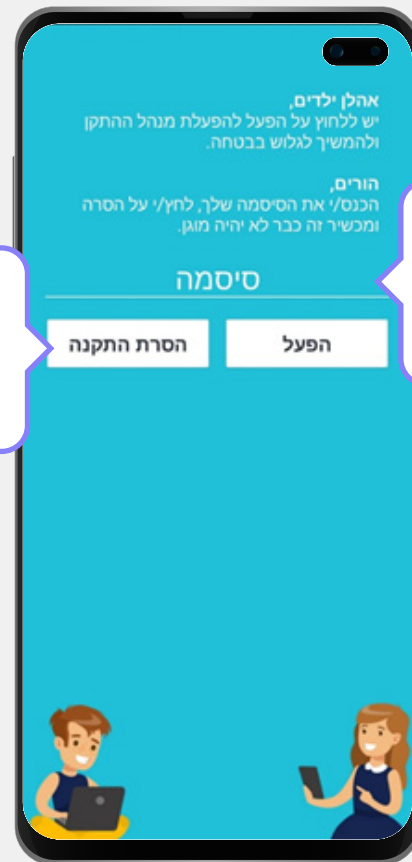 אהלן ילדים,
יש ללחוץ על הפעל להפעלת מנהל ההתקן
ולהמשיך לגלוש בבטחה.
הורים,
הכנס/י את הסיסמה שלך, לחץ/י על הסרה
ומכשיר זה כבר לא יהיה מוגן.
סיסמה
הפעל
הסרת התקנה